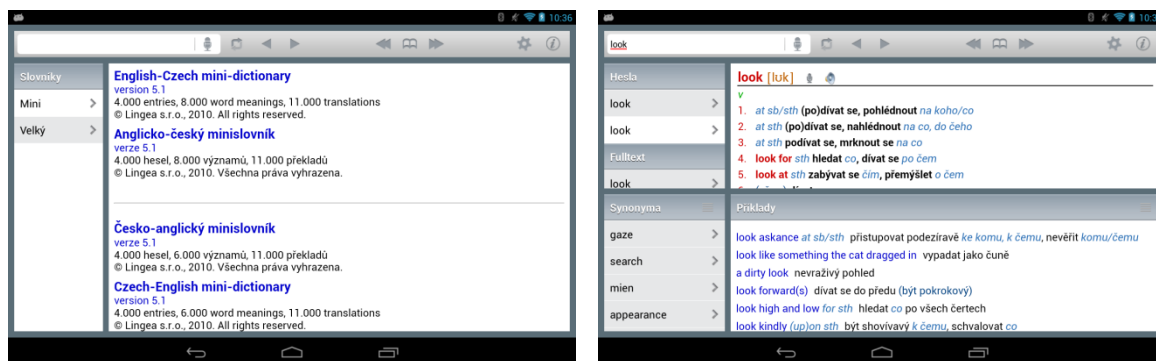 10:36
Slovníky
Mini
Velký
English-Czech mini-dictionary
version 5.1
4.000 entries, 8.000 word meanings, 11.000 translations
© Lingea s.r.o., 2010. All rights reserved.
Anglicko-český minislovník
verze 5.1
4.000 hesel, 8.000 významů, 11.000 překladů
© Lingea s.r.o., 2010. Všechna práva vyhrazena.
Česko-anglický minislovník
verze 5.1
4.000 hesel, 6.000 významů, 11.000 překladů
© Lingea s.r.o., 2010. Všechna práva vyhrazena.
Czech-English mini-dictionary
version 5.1
4.000 entries, 6.000 word meanings, 11.000 translations
© Lingea s.r.o., 2010. All rights reserved.
look
Hesla
look
look
Fulltext
look
look [lʊk]
v
1. at sb/sth (po)dívat se, pohlédnout na koho/co
2. at sth (po)dívat se, nahlédnout na co, do čeho
3. at sth podívat se, mrknout se na co
4. look for sth hledat co, dívat se po čem
5. look at sth zabývat se čím, přemýšlet o čem
Synonyma
gaze
search
mien
appearance
Příklady
look askance at sb/sth přistupovat podezíravě ke komu, k čemu, nevěřit komu/čemu
look like something the cat dragged in vypadat jako čuně
a dirty look nevraživý pohled
look forward(s) dívat se do předu (být pokrokový)
look high and low for sth hledat co po všech čertech
look kindly (up)on sth být shovívavý k čemu, schvalovat co